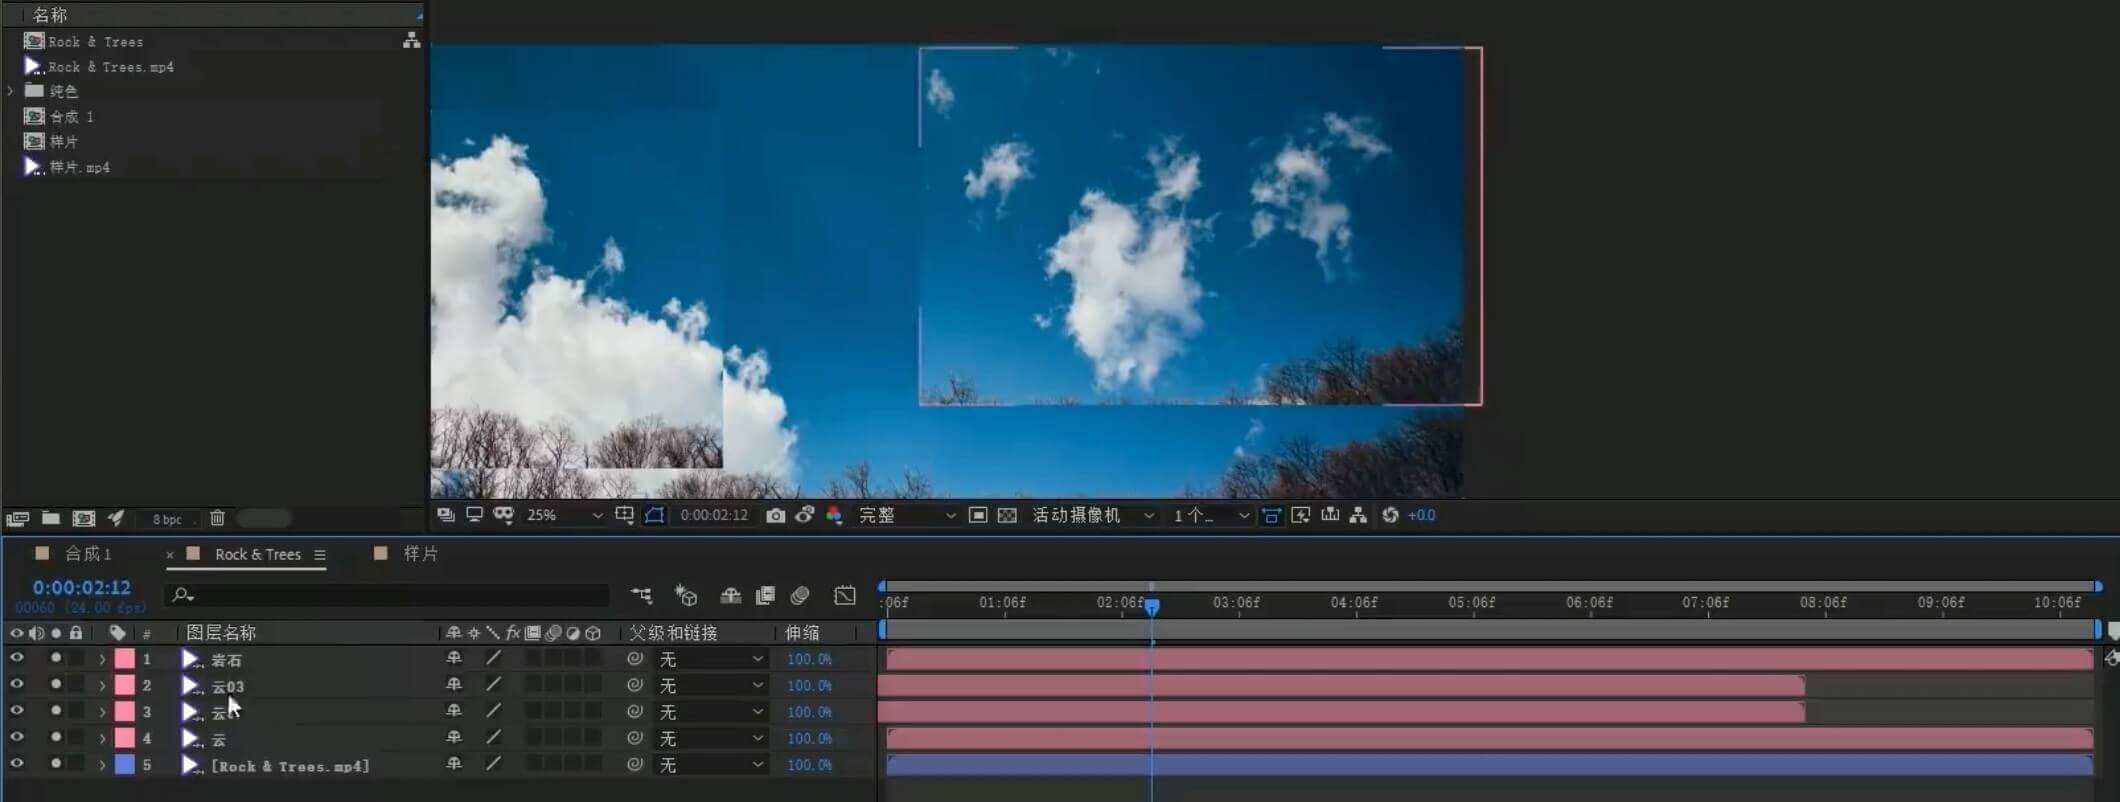 名称
Rock & Trees
Rock & Trees.mp4
纯色
合成 1
样片
样片.mp4
8 bpc
25%
0:00:02:12
完整
活动摄像机
1个...
+0.0
合成 1
× Rock & Trees
样片
0:00:02:12
00060 (24.00 fps)
:06f 01:06f 02:06f 03:06f 04:06f 05:06f 06:06f 07:06f 08:06f 09:06f 10:06f
# 图层名称 fx 父级和链接 伸缩
1 岩石 无 100.0%
2 云03 无 100.0%
3 云 无 100.0%
4 云 无 100.0%
5 [Rock & Trees.mp4] 无 100.0%